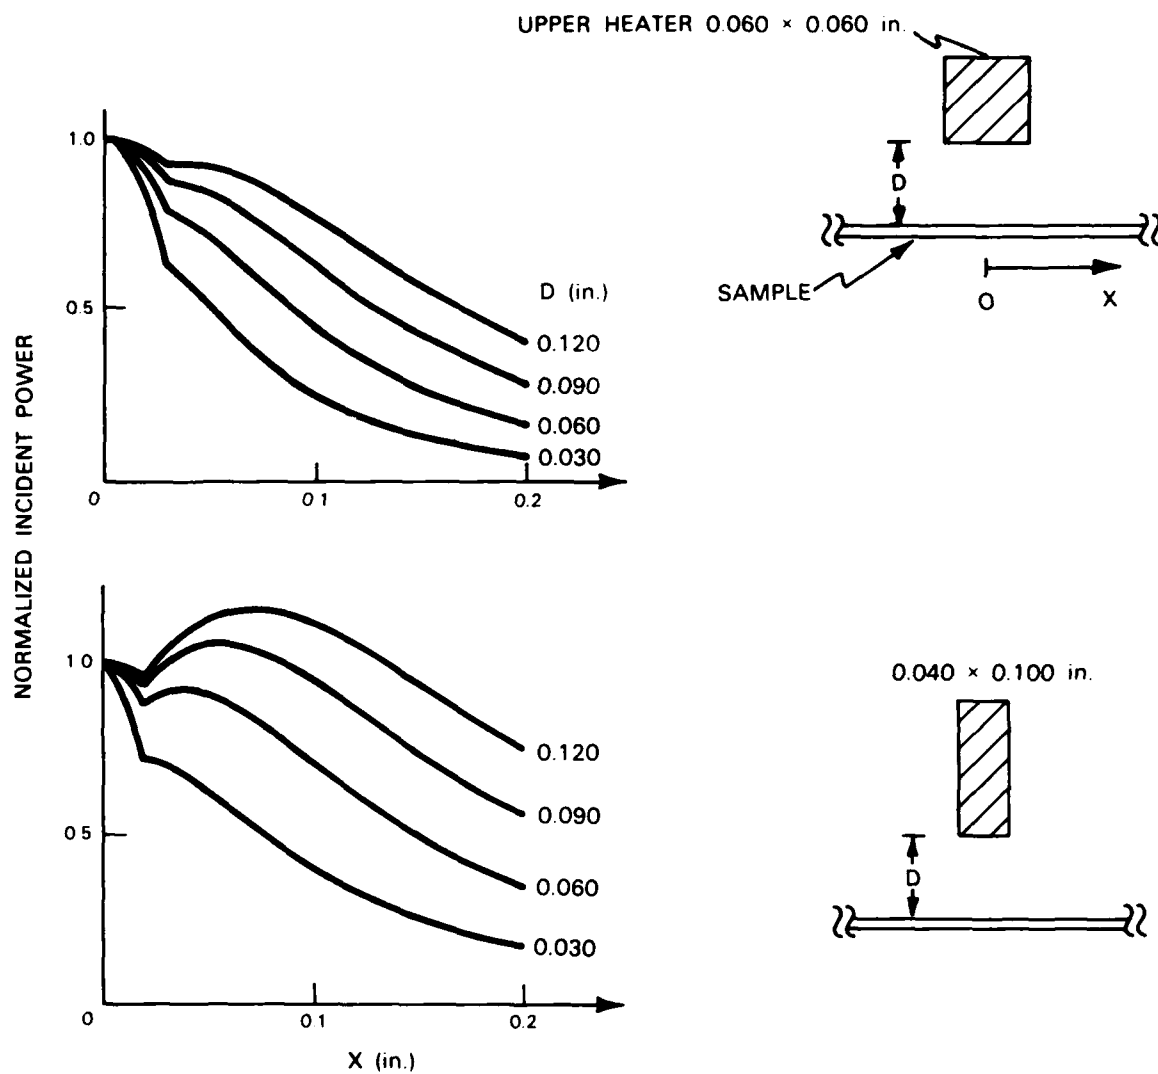 UPPER HEATER 0.060 × 0.060 in.
1.0
0.5
0
0.1
0.2
D (in.)
0.120
0.090
0.060
0.030
D
SAMPLE
0
X
NORMALIZED INCIDENT POWER
1.0
0.5
0
0.1
0.2
X (in.)
0.120
0.090
0.060
0.030
0.040 × 0.100 in.
D